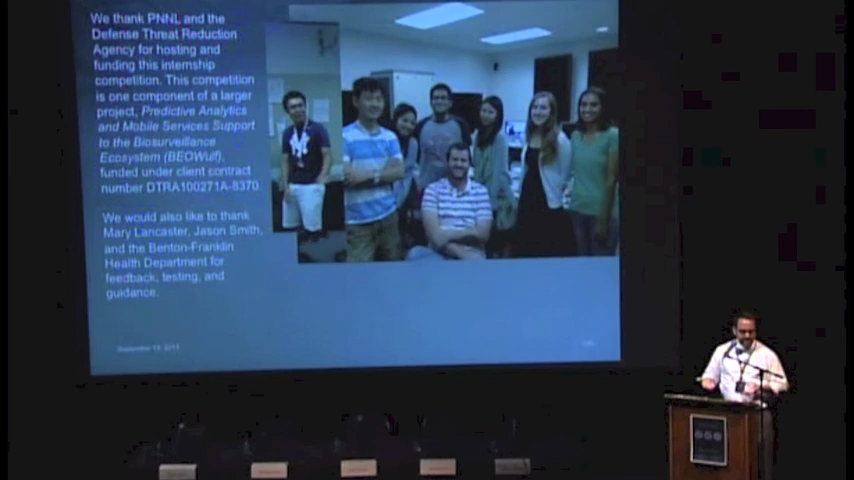 We thank PNNL and the
Defense Threat Reduction
Agency for hosting and
funding this internship
competition. This competition
is one component of a larger
project, Predictive Analytics
and Mobile Services Support
to the Biosurveillance
Ecosystem (BEOWulf),
funded under client contract
number DTRA100271A-8370.
We would also like to thank
Mary Lancaster, Jason Smith,
and the Benton-Franklin
Health Department for
feedback, testing, and
guidance.